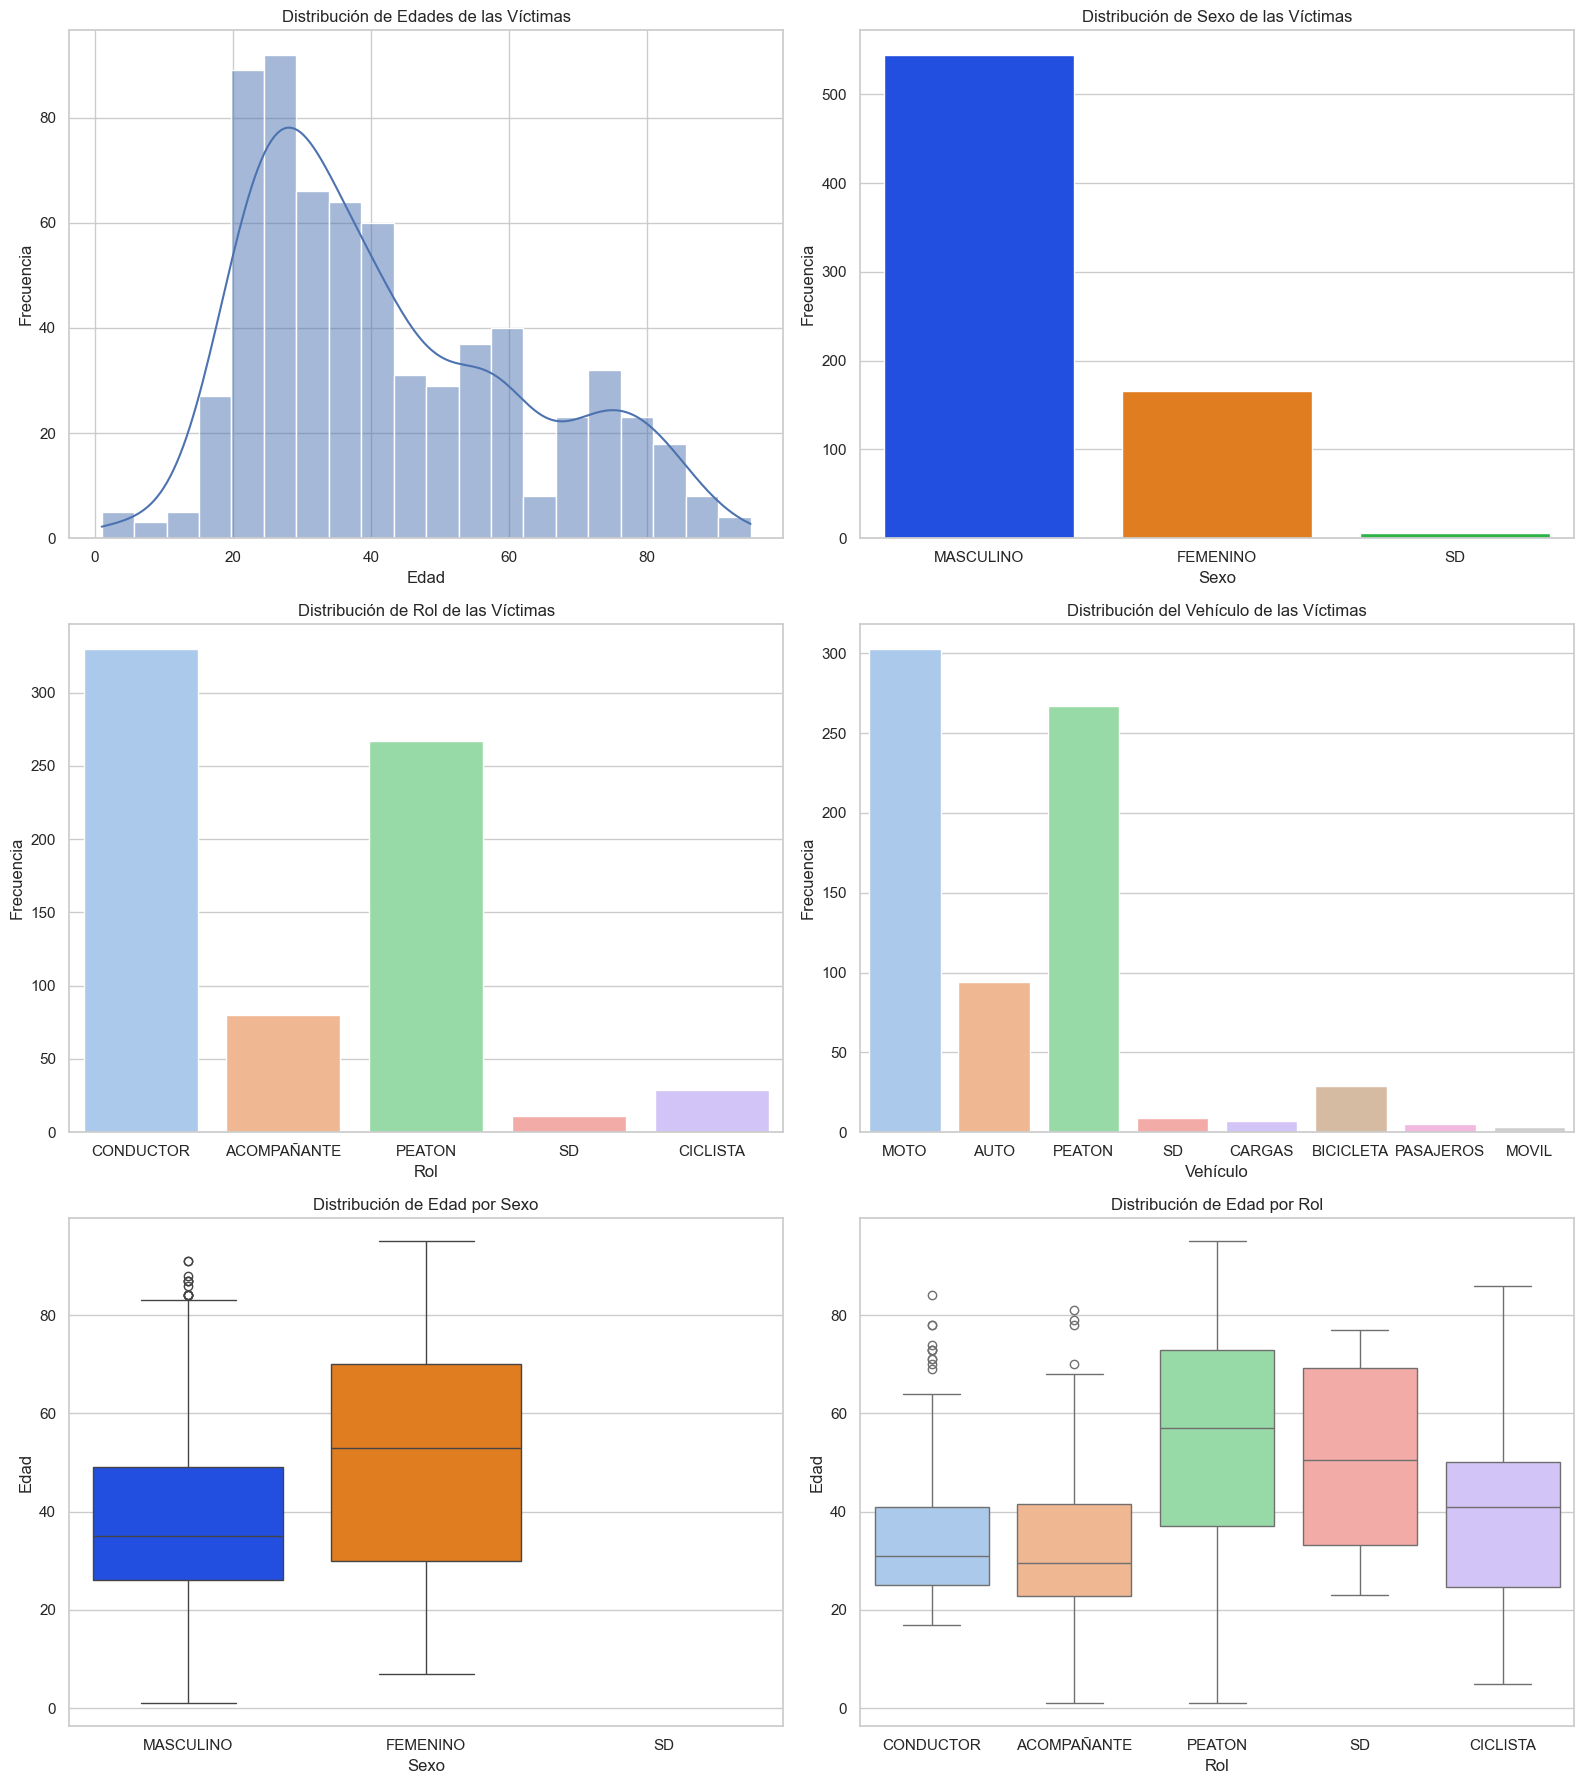 Distribución de Edades de las Víctimas
80
60
40
20
0
Frecuencia
0 20 40 60 80
Edad
Distribución de Sexo de las Víctimas
500
400
300
200
100
0
Frecuencia
MASCULINO FEMENINO SD
Sexo
Distribución de Rol de las Víctimas
300
250
200
150
100
50
0
Frecuencia
CONDUCTOR ACOMPAÑANTE PEATON SD CICLISTA
Rol
Distribución del Vehículo de las Víctimas
300
250
200
150
100
50
0
Frecuencia
MOTO AUTO PEATON SD CARGAS BICICLETA PASAJEROS MOVIL
Vehículo
Distribución de Edad por Sexo
80
60
40
20
0
Edad
MASCULINO FEMENINO SD
Sexo
Distribución de Edad por Rol
80
60
40
20
0
Edad
CONDUCTOR ACOMPAÑANTE PEATON SD CICLISTA
Rol